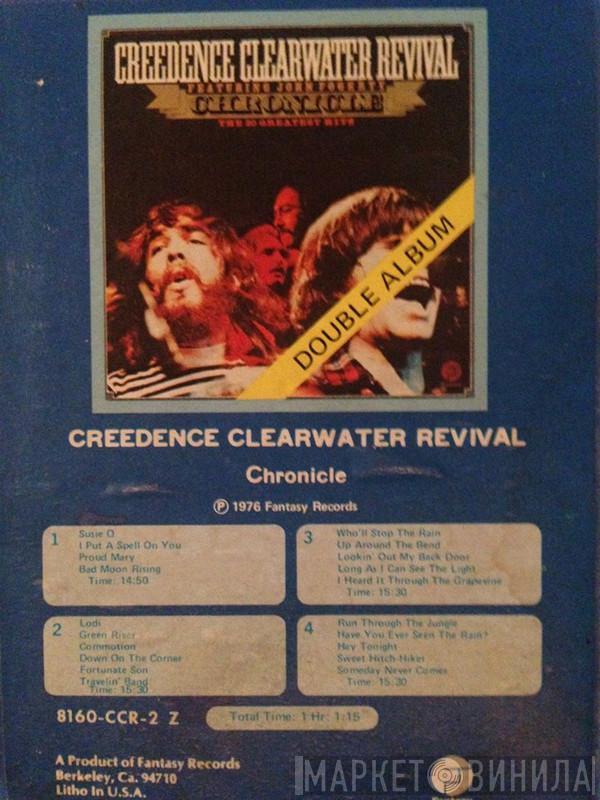 CREEDENCE CLEARWATER REVIVAL
FEATURING JOHN FOGERTY
CHRONICLE
THE 20 GREATEST HITS
DOUBLE ALBUM
CREEDENCE CLEARWATER REVIVAL
Chronicle
Ⓟ 1976 Fantasy Records
1
Susie Q
I Put A Spell On You
Proud Mary
Bad Moon Rising
Time: 14:50
2
Lodi
Green River
Commotion
Down On The Corner
Fortunate Son
Travelin' Band
Time: 15:30
3
Who'll Stop The Rain
Up Around The Bend
Lookin' Out My Back Door
Long As I Can See The Light
I Heard It Through The Grapevine
Time: 15:30
4
Run Through The Jungle
Have You Ever Seen The Rain?
Hey Tonight
Sweet Hitch-Hiker
Someday Never Comes
Time: 15:30
8160-CCR-2 Z
Total Time: 1 Hr: 1:15
A Product of Fantasy Records
Berkeley, Ca. 94710
Litho In U.S.A.
МАРКЕТ ВИНИЛА